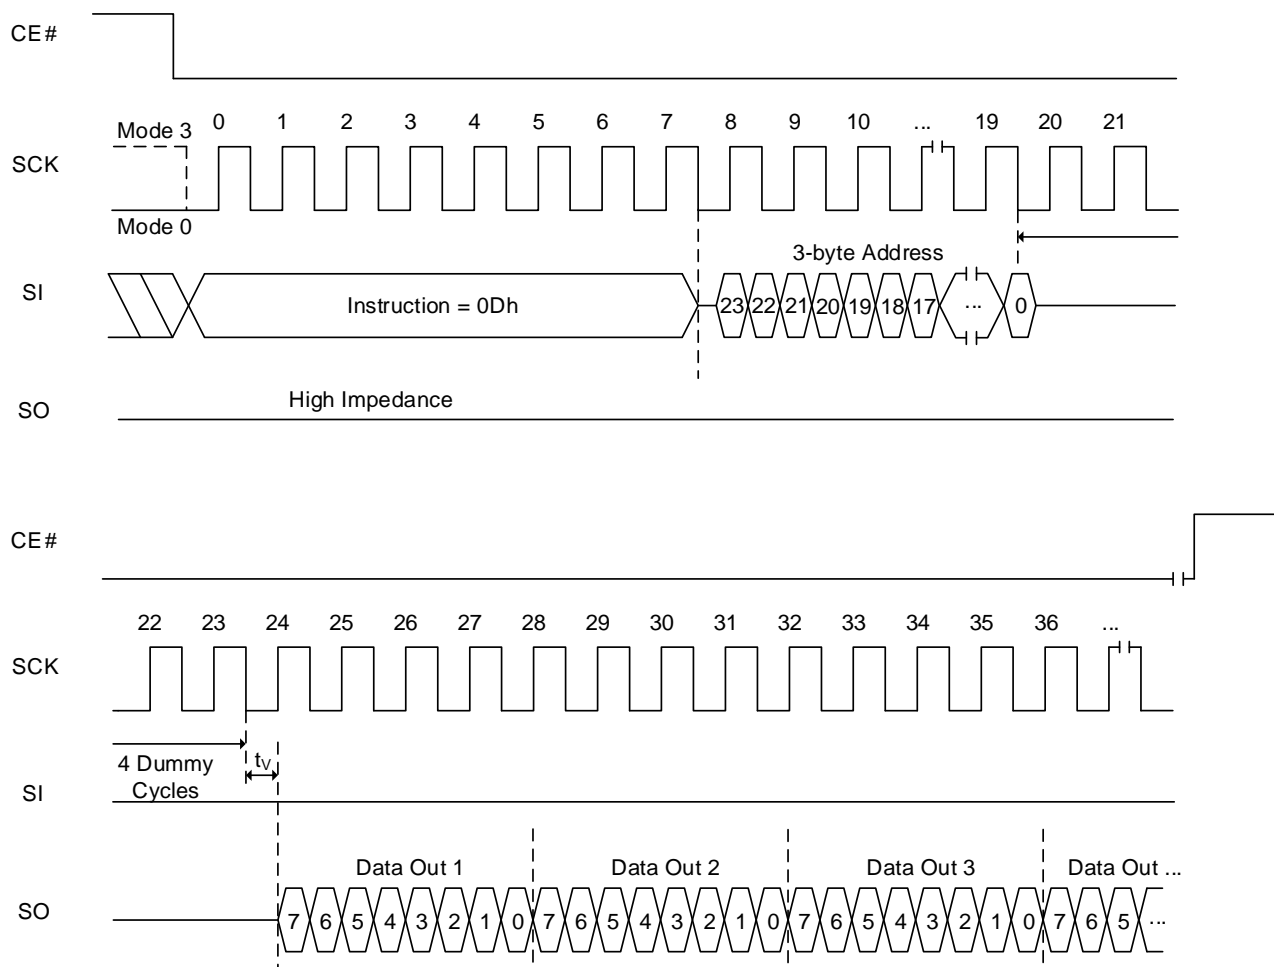 CE#
Mode 3 0 1 2 3 4 5 6 7 8 9 10 ... 19 20 21
SCK
Mode 0
3-byte Address
SI Instruction = 0Dh 23 22 21 20 19 18 17 ... 0
High Impedance
SO
CE#
22 23 24 25 26 27 28 29 30 31 32 33 34 35 36 ...
SCK
4 Dummy tV
Cycles
SI
Data Out 1 Data Out 2 Data Out 3 Data Out ...
SO 7 6 5 4 3 2 1 0 7 6 5 4 3 2 1 0 7 6 5 4 3 2 1 0 7 6 5 ...